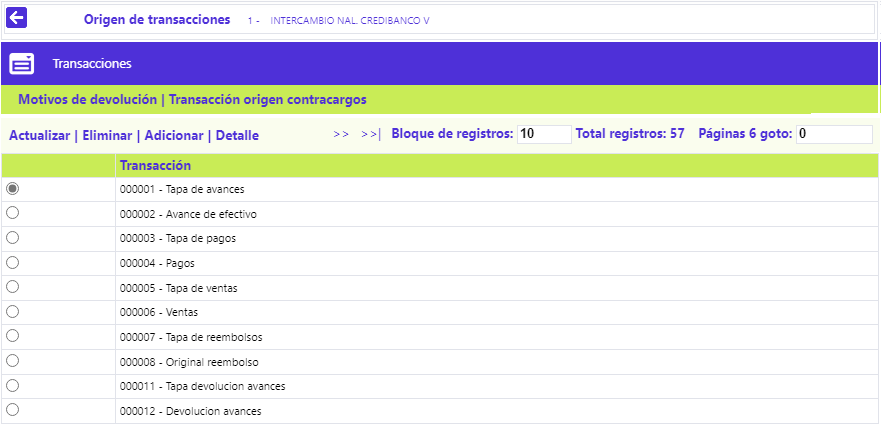 Origen de transacciones 1 - INTERCAMBIO NAL. CREDIBANCO V
Transacciones
Motivos de devolución | Transacción origen contracargos
Actualizar | Eliminar | Adicionar | Detalle >> >>| Bloque de registros: 10 Total registros: 57 Páginas 6 goto: 0
Transacción
000001 - Tapa de avances
000002 - Avance de efectivo
000003 - Tapa de pagos
000004 - Pagos
000005 - Tapa de ventas
000006 - Ventas
000007 - Tapa de reembolsos
000008 - Original reembolso
000011 - Tapa devolucion avances
000012 - Devolucion avances